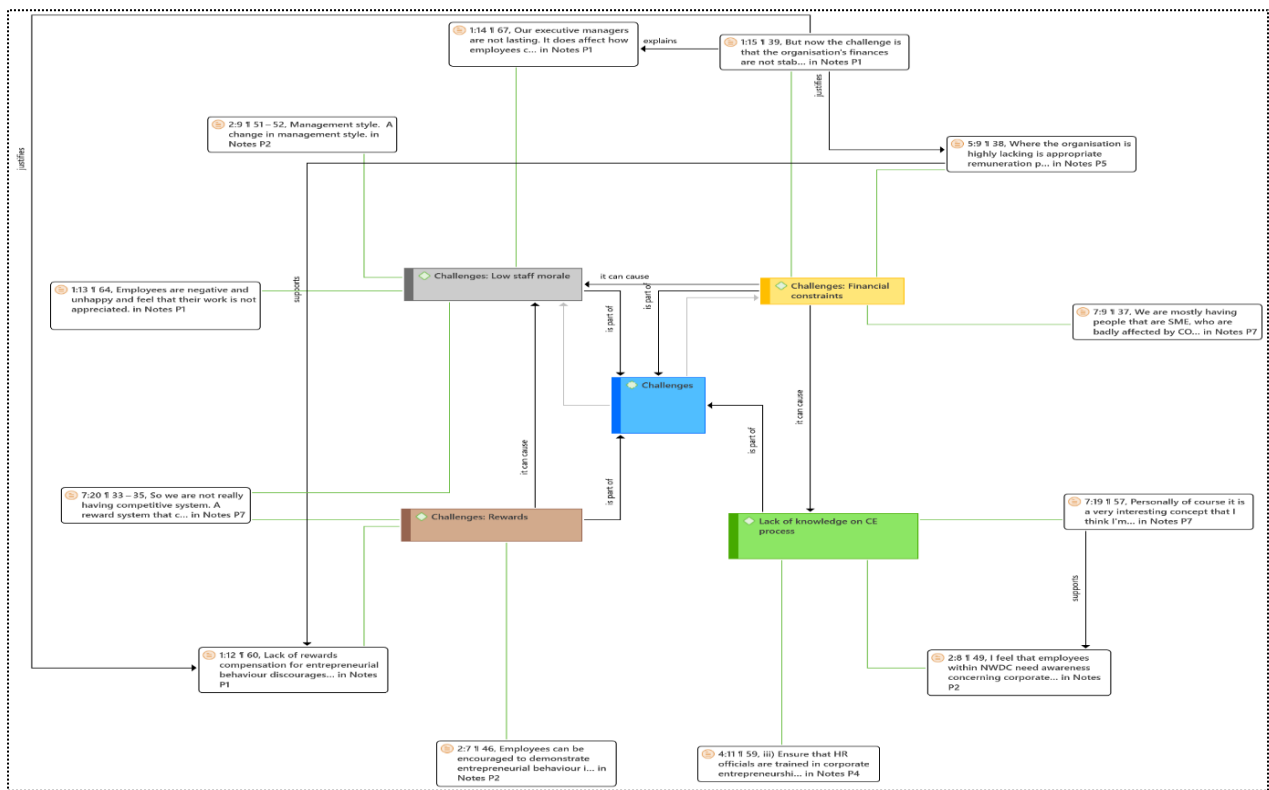 1:14 ¶ 67, Our executive managers
are not lasting. It does affect how
employees c... in Notes P1
explains
1:15 ¶ 39, But now the challenge is
that the organisation's finances
are not stab... in Notes P1
justifies
justifies
2:9 ¶ 51 – 52, Management style. A
change in management style. in
Notes P2
5:9 ¶ 38, Where the organisation is
highly lacking is appropriate
remuneration p... in Notes P5
Challenges: Low staff morale
it can cause
Challenges: Financial
constraints
1:13 ¶ 64, Employees are negative and
unhappy and feel that their work is not
appreciated. in Notes P1
supports
is part of
is part of
7:9 ¶ 37, We are mostly having
people that are SME, who are
badly affected by CO... in Notes P7
Challenges
it can cause
it can cause
is part of
is part of
7:20 ¶ 33 – 35, So we are not really
having competitive system. A
reward system that c... in Notes P7
Challenges: Rewards
Lack of knowledge on CE
process
7:19 ¶ 57, Personally of course it is
a very interesting concept that I
think I'm... in Notes P7
supports
1:12 ¶ 60, Lack of rewards
compensation for entrepreneurial
behaviour discourages... in Notes
P1
2:8 ¶ 49, I feel that employees
within NWDC need awareness
concerning corporate... in Notes
P2
2:7 ¶ 46, Employees can be
encouraged to demonstrate
entrepreneurial behaviour i... in
Notes P2
4:11 ¶ 59, iii) Ensure that HR
officials are trained in corporate
entrepreneurshi... in Notes P4